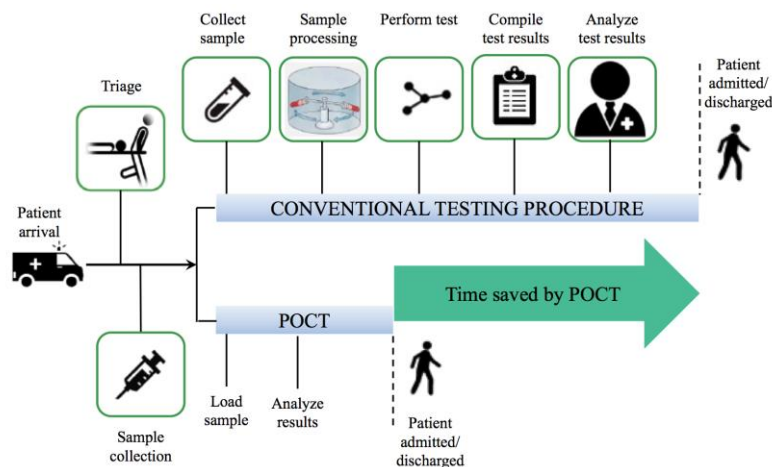 Collect
sample
Sample
processing
Perform test
Compile
test results
Analyze
test results
Patient
admitted/
discharged
Triage
CONVENTIONAL TESTING PROCEDURE
Patient
arrival
Time saved by POCT
POCT
Load
sample
Analyze
results
Patient
admitted/
discharged
Sample
collection